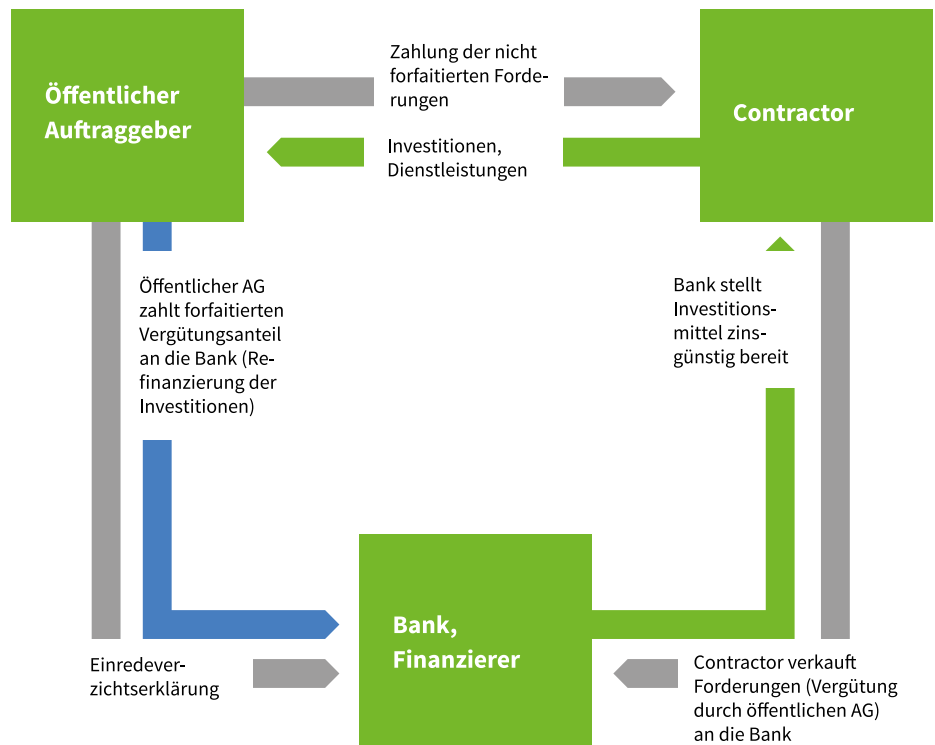 Öffentlicher
Auftraggeber
Zahlung der nicht
forfaitierten Forde-
rungen
Investitionen,
Dienstleistungen
Contractor
Öffentlicher AG
zahlt forfaitierten
Vergütungsanteil
an die Bank (Re-
finanzierung der
Investitionen)
Bank stellt
Investitions-
mittel zins-
günstig bereit
Bank,
Finanzierer
Einredever-
zichtserklärung
Contractor verkauft
Forderungen (Vergütung
durch öffentlichen AG)
an die Bank